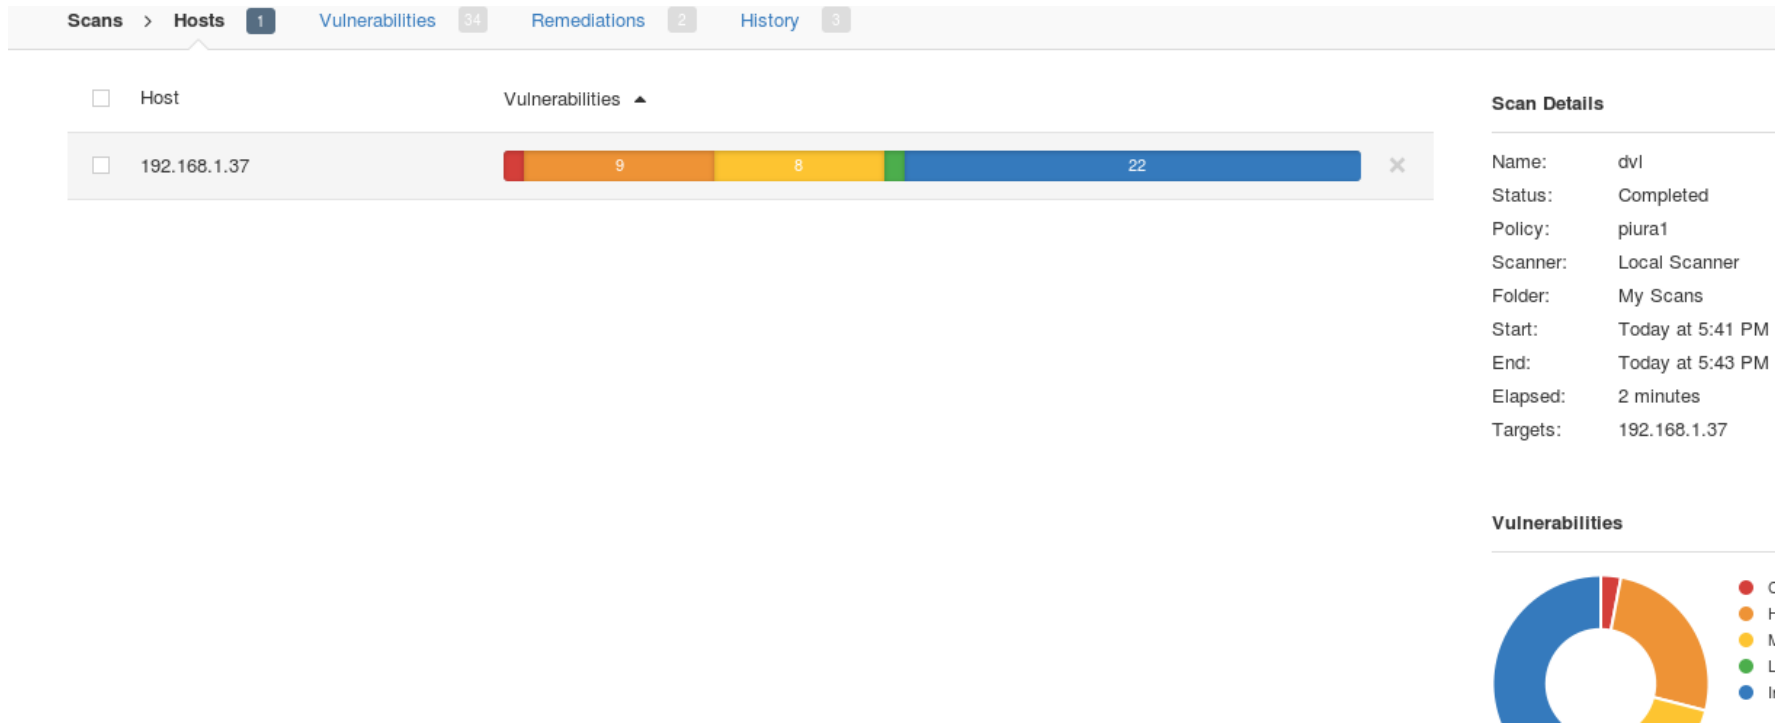 Scans > Hosts 1 Vulnerabilities 34 Remediations 2 History 3
Host Vulnerabilities
192.168.1.37 9 8 22
Scan Details
Name: dvl
Status: Completed
Policy: piura1
Scanner: Local Scanner
Folder: My Scans
Start: Today at 5:41 PM
End: Today at 5:43 PM
Elapsed: 2 minutes
Targets: 192.168.1.37
Vulnerabilities